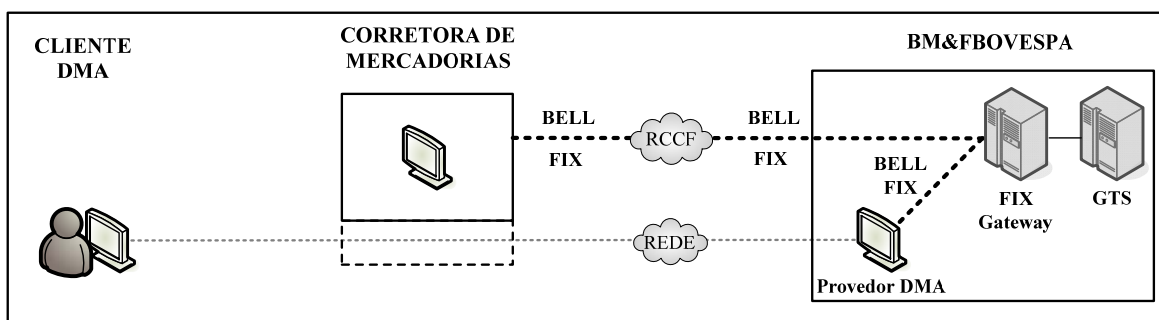 CLIENTE
DMA
CORRETORA DE
MERCADORIAS
BM&FBOVESPA
BELL
FIX
RCCF
BELL
FIX
BELL
FIX
FIX
Gateway
GTS
REDE
Provedor DMA